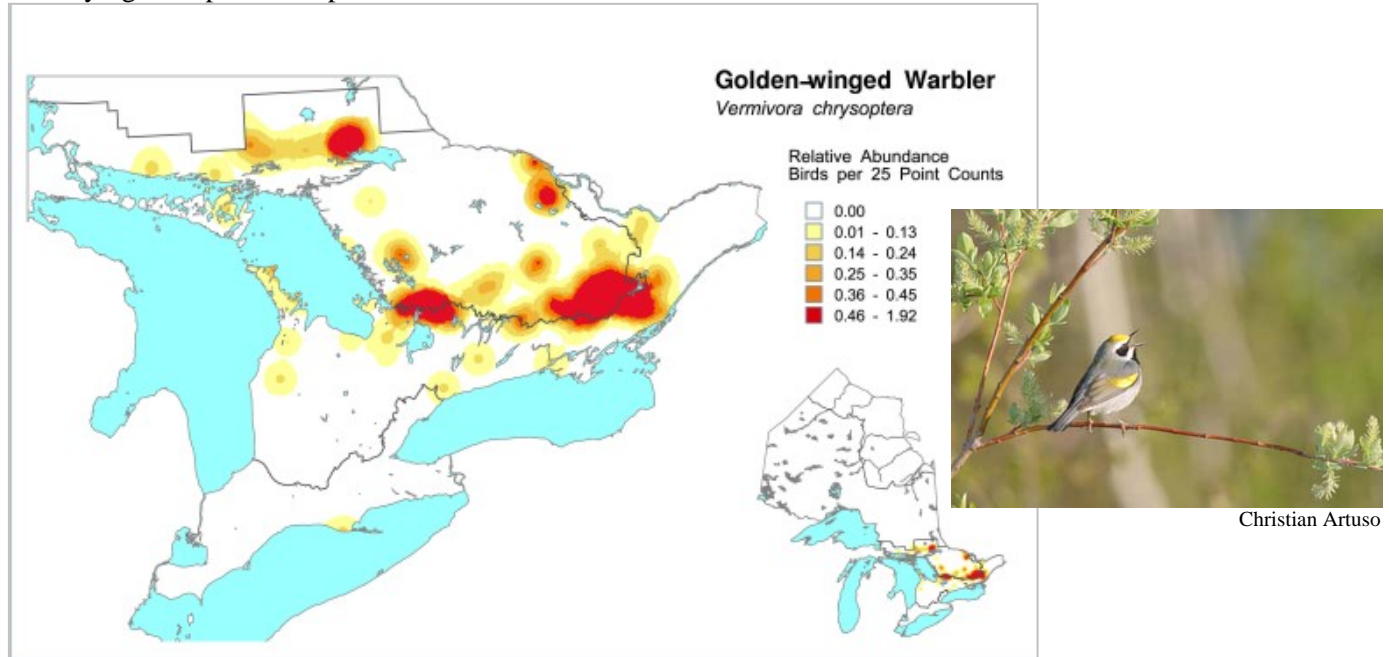 Golden-winged Warbler
Vermivora chrysoptera
Relative Abundance
Birds per 25 Point Counts
0.00
0.01 - 0.13
0.14 - 0.24
0.25 - 0.35
0.36 - 0.45
0.46 - 1.92
Christian Artuso